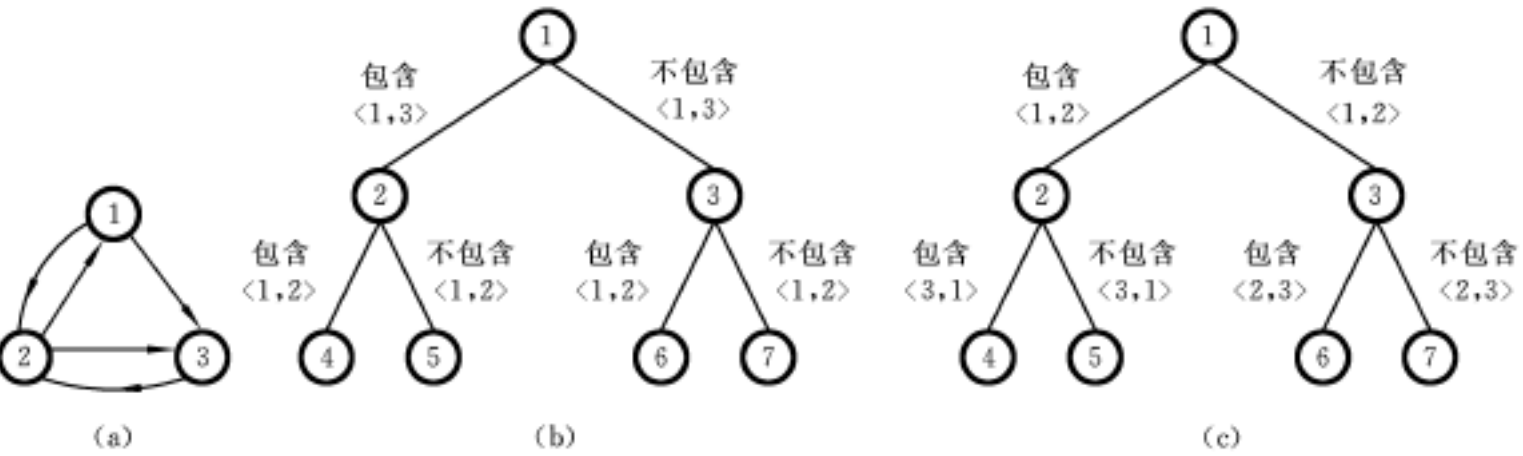 1
包含
<1,3>
不包含
<1,3>
2
3
包含
<1,2>
不包含
<1,2>
包含
<1,2>
不包含
<1,2>
4
5
6
7
1
包含
<1,2>
不包含
<1,2>
2
3
包含
<3,1>
不包含
<3,1>
包含
<2,3>
不包含
<2,3>
4
5
6
7
1
2
3
(a)
(b)
(c)